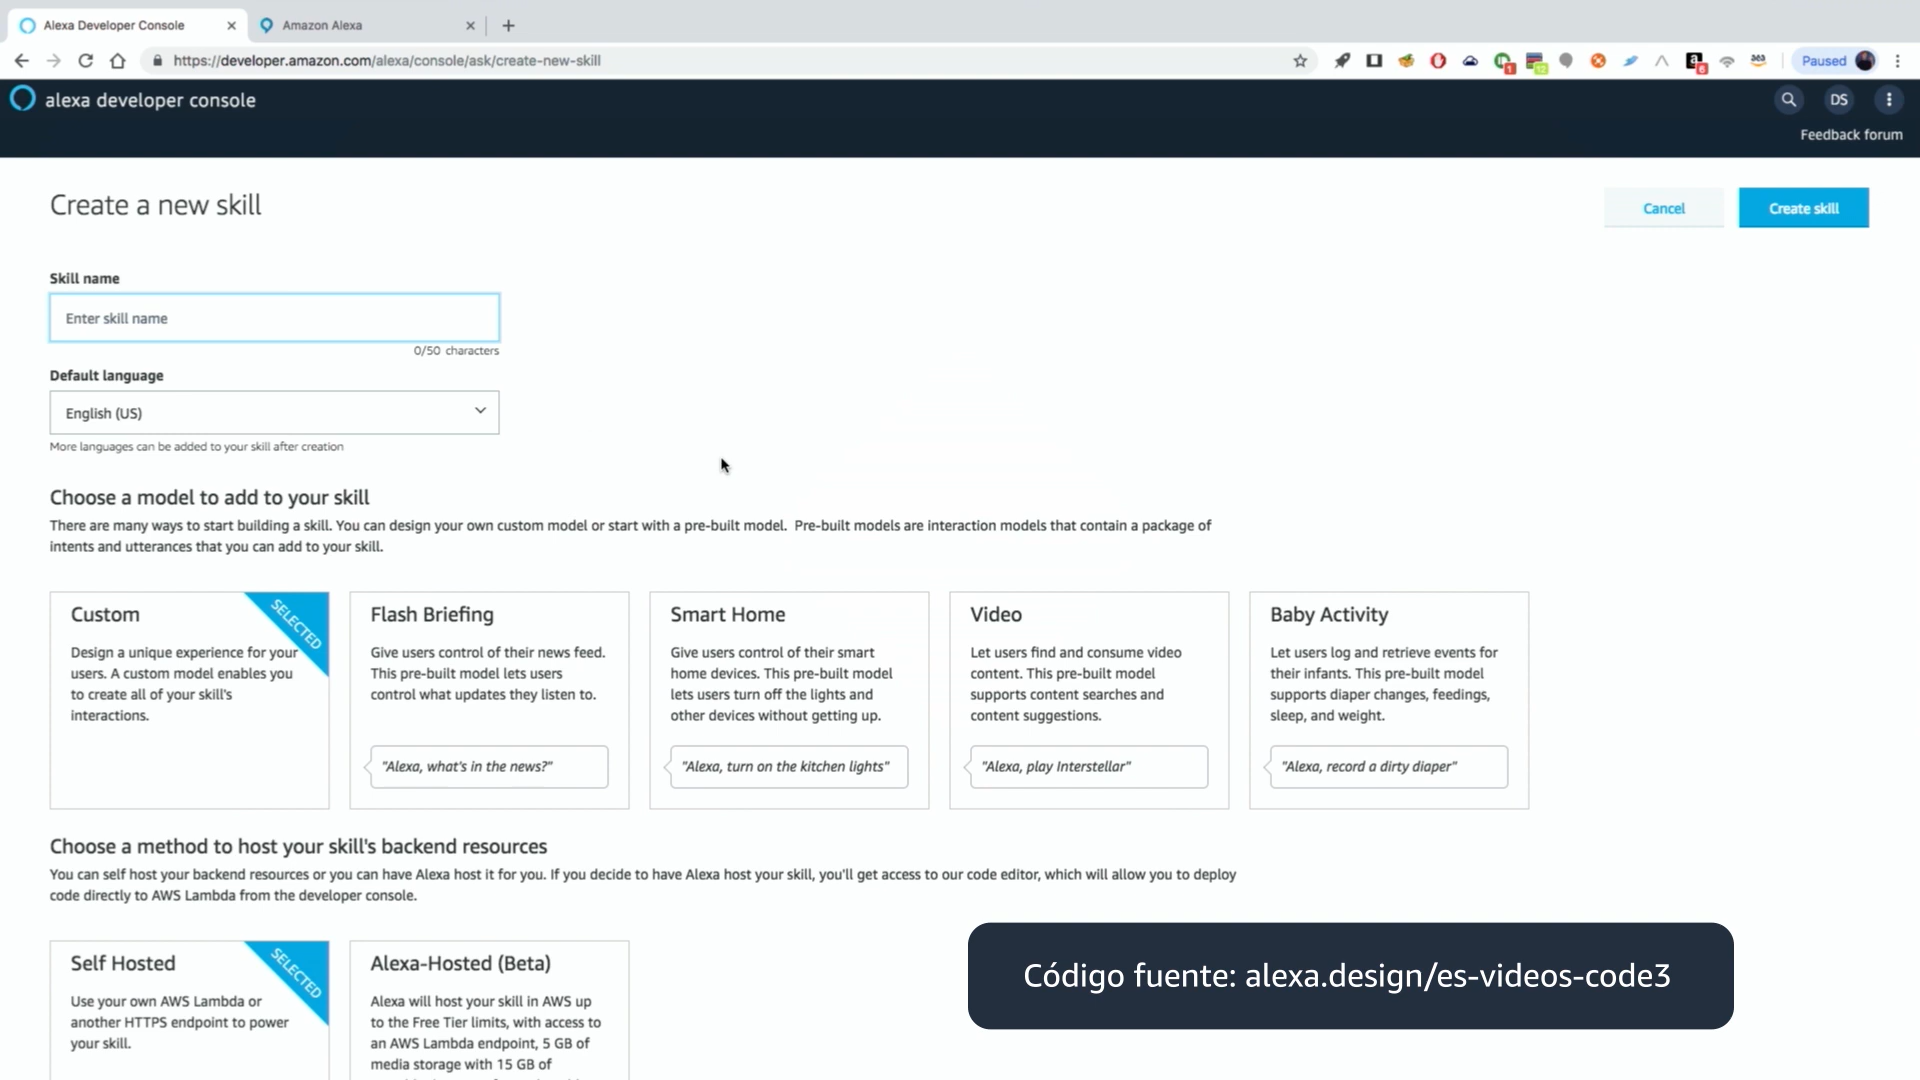 Alexa Developer Console
Amazon Alexa
https://developer.amazon.com/alexa/console/ask/create-new-skill
Paused
alexa developer console
DS
Feedback forum
Create a new skill
Cancel
Create skill
Skill name
Enter skill name
0/50 characters
Default language
English (US)
More languages can be added to your skill after creation
Choose a model to add to your skill
There are many ways to start building a skill. You can design your own custom model or start with a pre-built model. Pre-built models are interaction models that contain a package of
intents and utterances that you can add to your skill.
Custom
SELECTED
Design a unique experience for your
users. A custom model enables you
to create all of your skill's
interactions.
Flash Briefing
Give users control of their news feed.
This pre-built model lets users
control what updates they listen to.
"Alexa, what's in the news?"
Smart Home
Give users control of their smart
home devices. This pre-built model
lets users turn off the lights and
other devices without getting up.
"Alexa, turn on the kitchen lights"
Video
Let users find and consume video
content. This pre-built model
supports content searches and
content suggestions.
"Alexa, play Interstellar"
Baby Activity
Let users log and retrieve events for
their infants. This pre-built model
supports diaper changes, feedings,
sleep, and weight.
"Alexa, record a dirty diaper"
Choose a method to host your skill's backend resources
You can self host your backend resources or you can have Alexa host it for you. If you decide to have Alexa host your skill, you'll get access to our code editor, which will allow you to deploy
code directly to AWS Lambda from the developer console.
Self Hosted
SELECTED
Use your own AWS Lambda or
another HTTPS endpoint to power
your skill.
Alexa-Hosted (Beta)
Alexa will host your skill in AWS up
to the Free Tier limits, with access to
an AWS Lambda endpoint, 5 GB of
media storage with 15 GB of
Código fuente: alexa.design/es-videos-code3